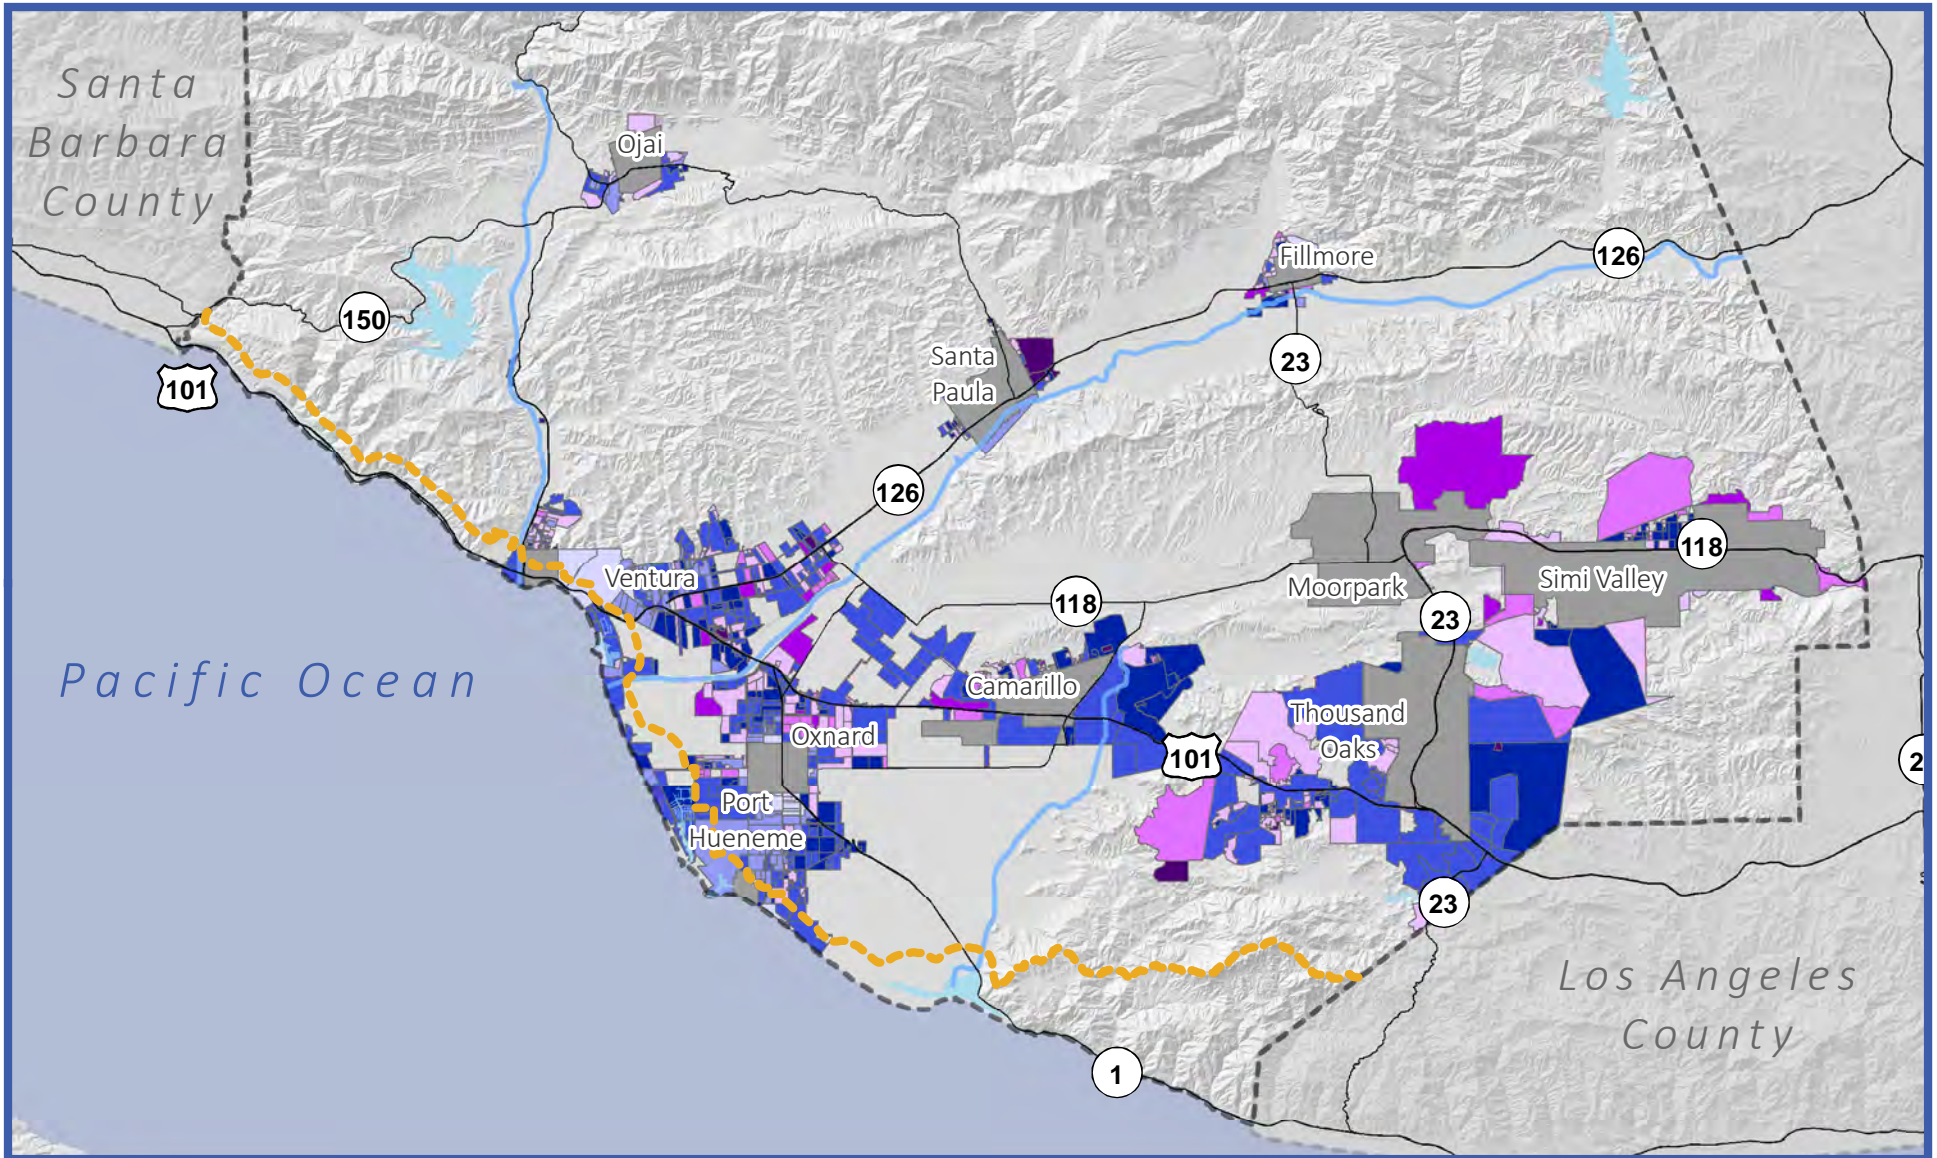 Santa
Barbara
County
Ojai
150
101
126
Fillmore
23
Santa
Paula
126
Ventura
118
Moorpark
Simi Valley
118
23
Pacific Ocean
Camarillo
Oxnard
Thousand
Oaks
101
2
Port
Hueneme
23
Los Angeles
County
1